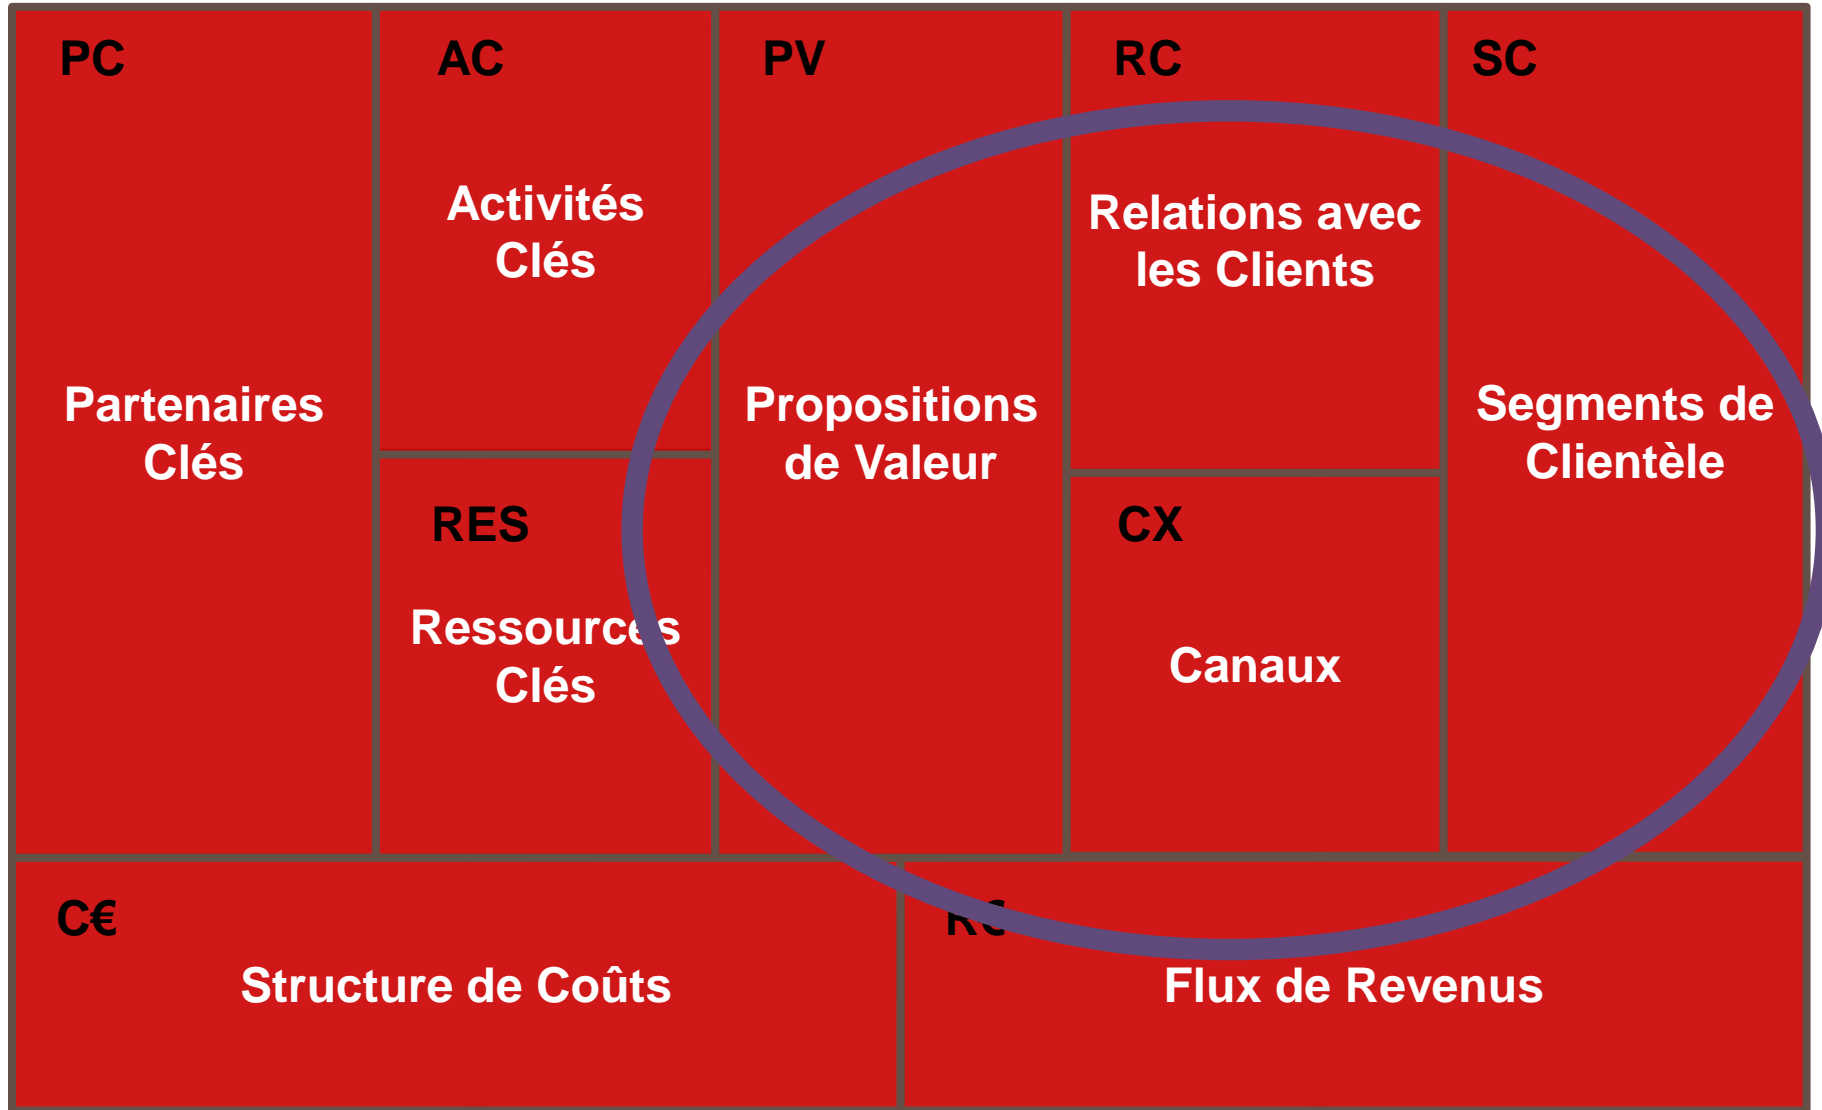 PC
Partenaires
Clés
AC
Activités
Clés
RES
Ressources
Clés
PV
Propositions
de Valeur
RC
Relations avec
les Clients
CX
Canaux
SC
Segments de
Clientèle
C€
Structure de Coûts
R€
Flux de Revenus